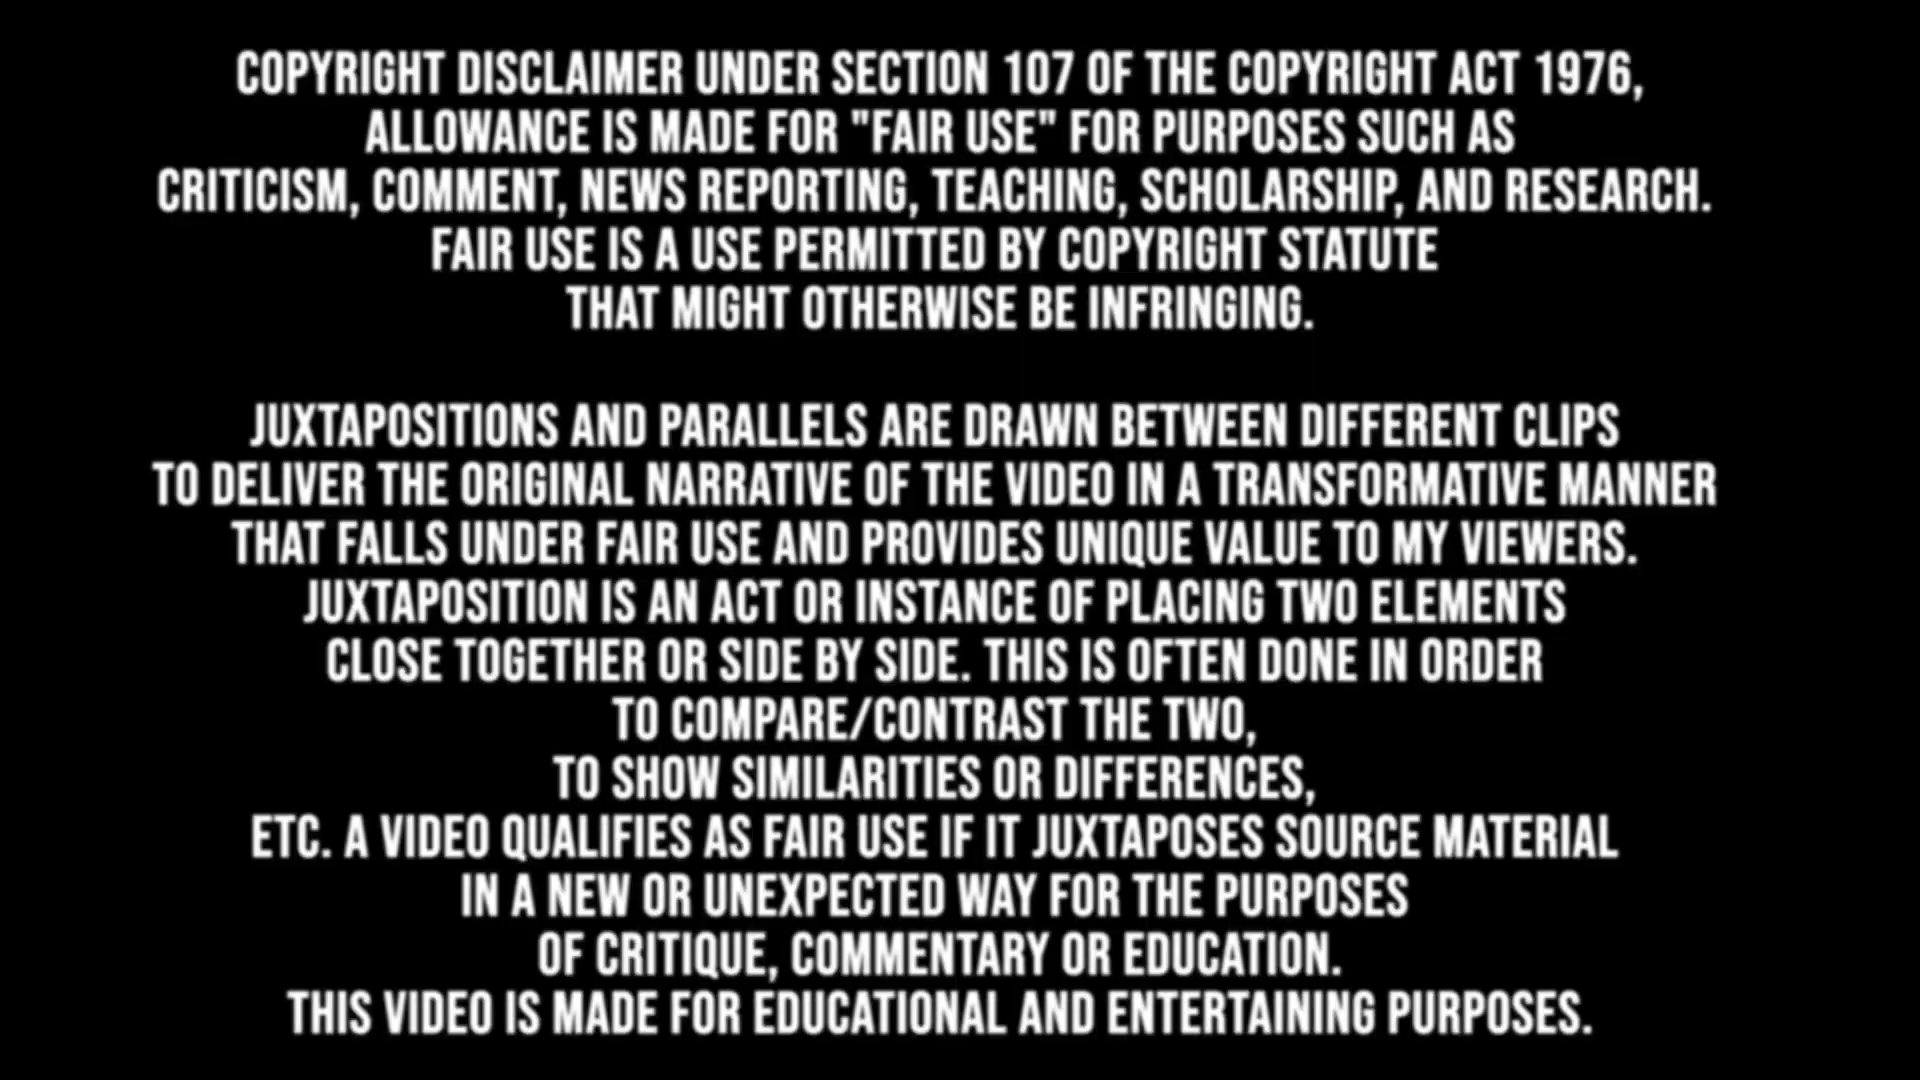 COPYRIGHT DISCLAIMER UNDER SECTION 107 OF THE COPYRIGHT ACT 1976,
ALLOWANCE IS MADE FOR "FAIR USE" FOR PURPOSES SUCH AS
CRITICISM, COMMENT, NEWS REPORTING, TEACHING, SCHOLARSHIP, AND RESEARCH.
FAIR USE IS A USE PERMITTED BY COPYRIGHT STATUTE
THAT MIGHT OTHERWISE BE INFRINGING.
JUXTAPOSITIONS AND PARALLELS ARE DRAWN BETWEEN DIFFERENT CLIPS
TO DELIVER THE ORIGINAL NARRATIVE OF THE VIDEO IN A TRANSFORMATIVE MANNER
THAT FALLS UNDER FAIR USE AND PROVIDES UNIQUE VALUE TO MY VIEWERS.
JUXTAPOSITION IS AN ACT OR INSTANCE OF PLACING TWO ELEMENTS
CLOSE TOGETHER OR SIDE BY SIDE. THIS IS OFTEN DONE IN ORDER
TO COMPARE/CONTRAST THE TWO,
TO SHOW SIMILARITIES OR DIFFERENCES,
ETC. A VIDEO QUALIFIES AS FAIR USE IF IT JUXTAPOSES SOURCE MATERIAL
IN A NEW OR UNEXPECTED WAY FOR THE PURPOSES
OF CRITIQUE, COMMENTARY OR EDUCATION.
THIS VIDEO IS MADE FOR EDUCATIONAL AND ENTERTAINING PURPOSES.